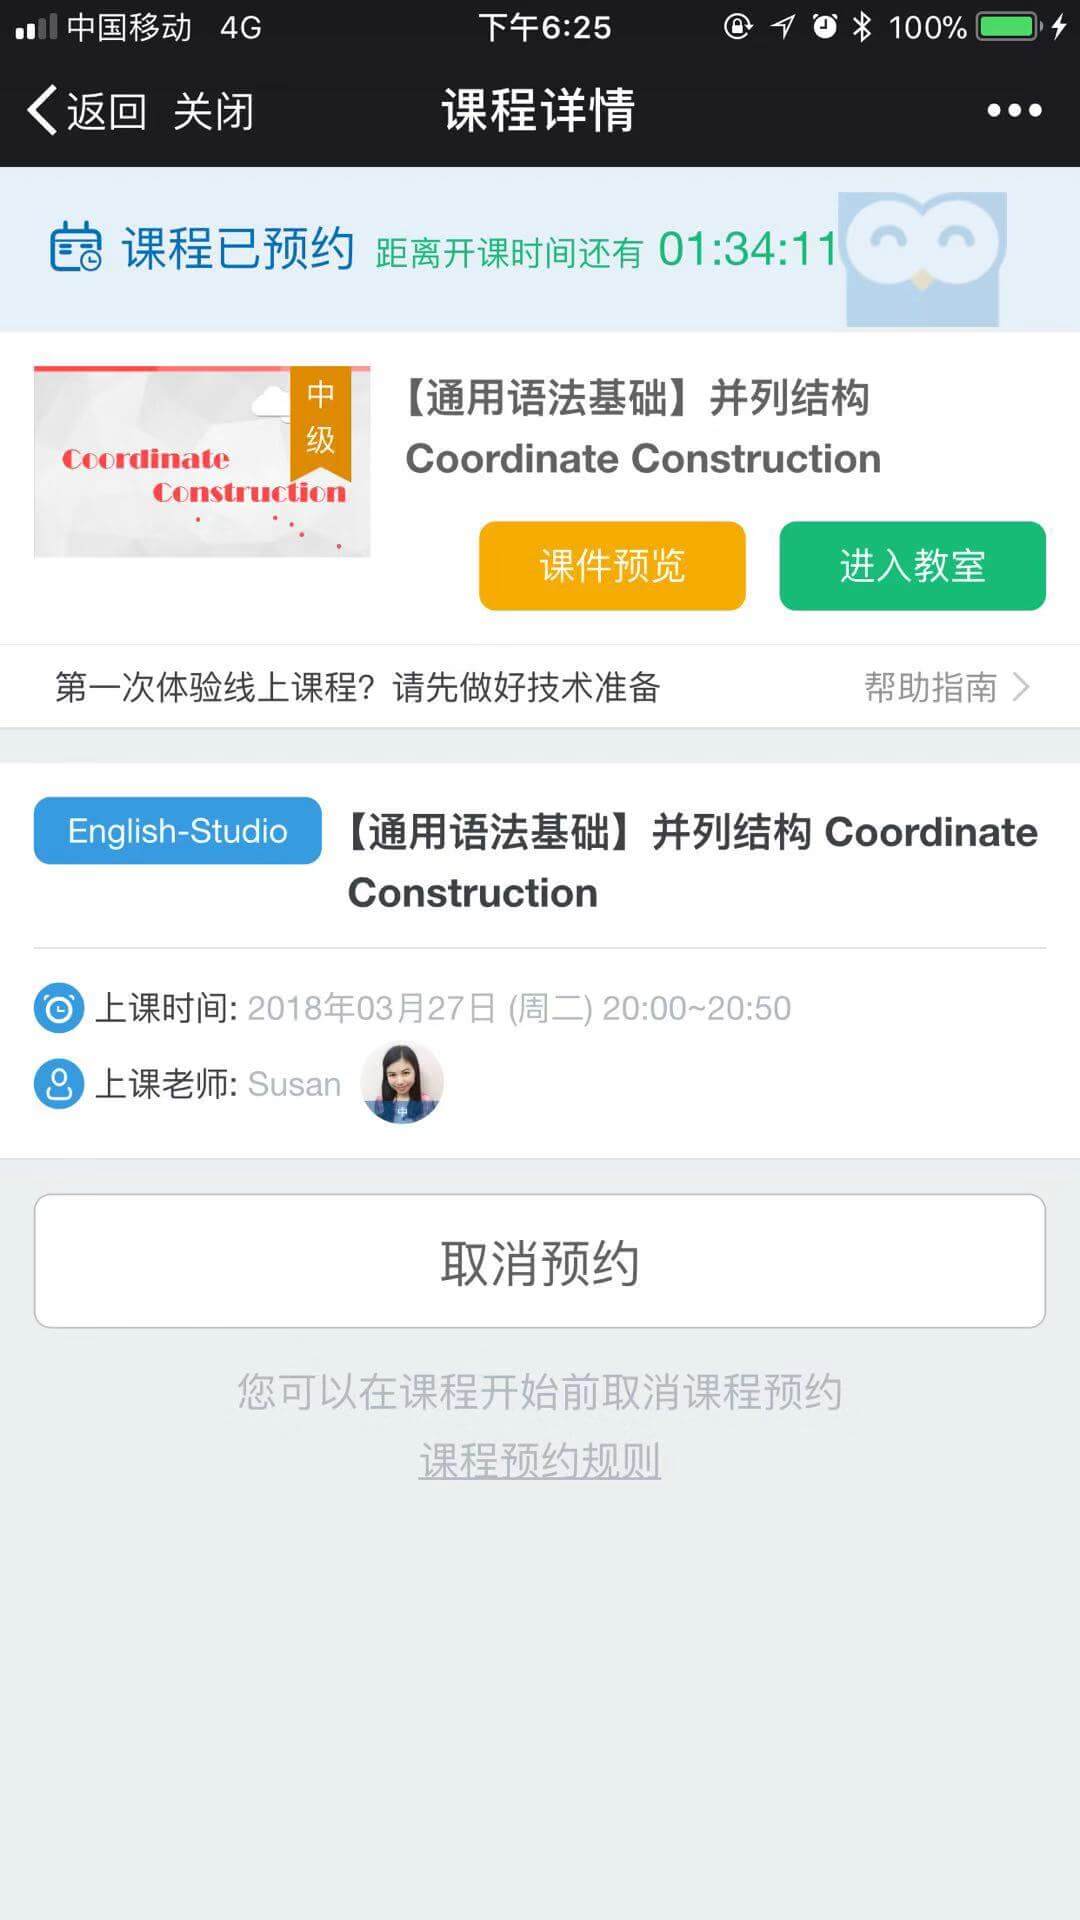 中国移动 4G 下午6:25 100%
返回 关闭 课程详情
课程已预约 距离开课时间还有 01:34:11
中级
Coordinate
Construction
【通用语法基础】并列结构
Coordinate Construction
课件预览 进入教室
第一次体验线上课程？请先做好技术准备 帮助指南
English-Studio 【通用语法基础】并列结构 Coordinate
Construction
上课时间: 2018年03月27日 (周二) 20:00~20:50
上课老师: Susan
中
取消预约
您可以在课程开始前取消课程预约
课程预约规则